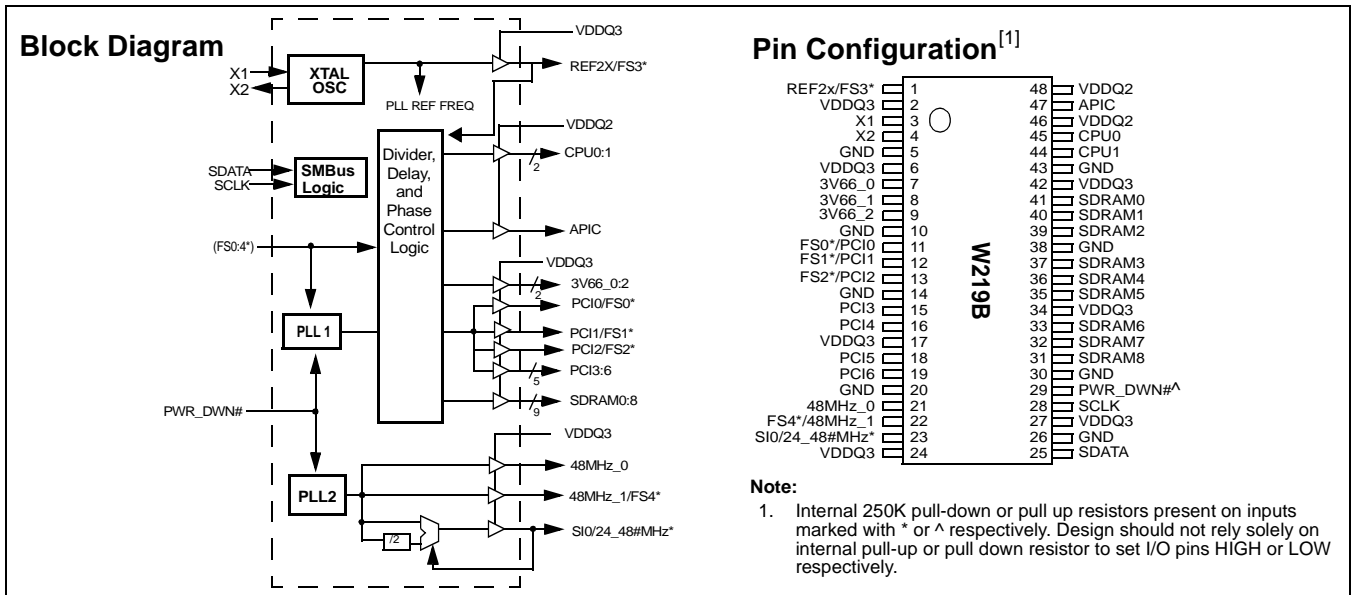 Block Diagram
VDDQ3
X1
X2
XTAL
OSC
REF2X/FS3*
PLL REF FREQ
VDDQ2
SDATA
SCLK
SMBus
Logic
Divider,
Delay,
and
Phase
Control
Logic
CPU0:1
2
APIC
(FS0:4*)
VDDQ3
3V66_0:2
2
PCI0/FS0*
PLL 1
PCI1/FS1*
PCI2/FS2*
PCI3:6
5
PWR_DWN#
SDRAM0:8
9
VDDQ3
PLL2
48MHz_0
48MHz_1/FS4*
/2
SI0/24_48#MHz*
Pin Configuration[1]
REF2x/FS3* 1 48 VDDQ2
VDDQ3 2 47 APIC
X1 3 46 VDDQ2
X2 4 45 CPU0
GND 5 44 CPU1
VDDQ3 6 43 GND
3V66_0 7 42 VDDQ3
3V66_1 8 41 SDRAM0
3V66_2 9 40 SDRAM1
GND 10 39 SDRAM2
FS0*/PCI0 11 38 GND
FS1*/PCI1 12 37 SDRAM3
FS2*/PCI2 13 36 SDRAM4
GND 14 35 SDRAM5
PCI3 15 34 VDDQ3
PCI4 16 33 SDRAM6
VDDQ3 17 32 SDRAM7
PCI5 18 31 SDRAM8
PCI6 19 30 GND
GND 20 29 PWR_DWN#^
48MHz_0 21 28 SCLK
FS4*/48MHz_1 22 27 VDDQ3
SI0/24_48#MHz* 23 26 GND
VDDQ3 24 25 SDATA
W219B
Note:
1. Internal 250K pull-down or pull up resistors present on inputs
marked with * or ^ respectively. Design should not rely solely on
internal pull-up or pull down resistor to set I/O pins HIGH or LOW
respectively.